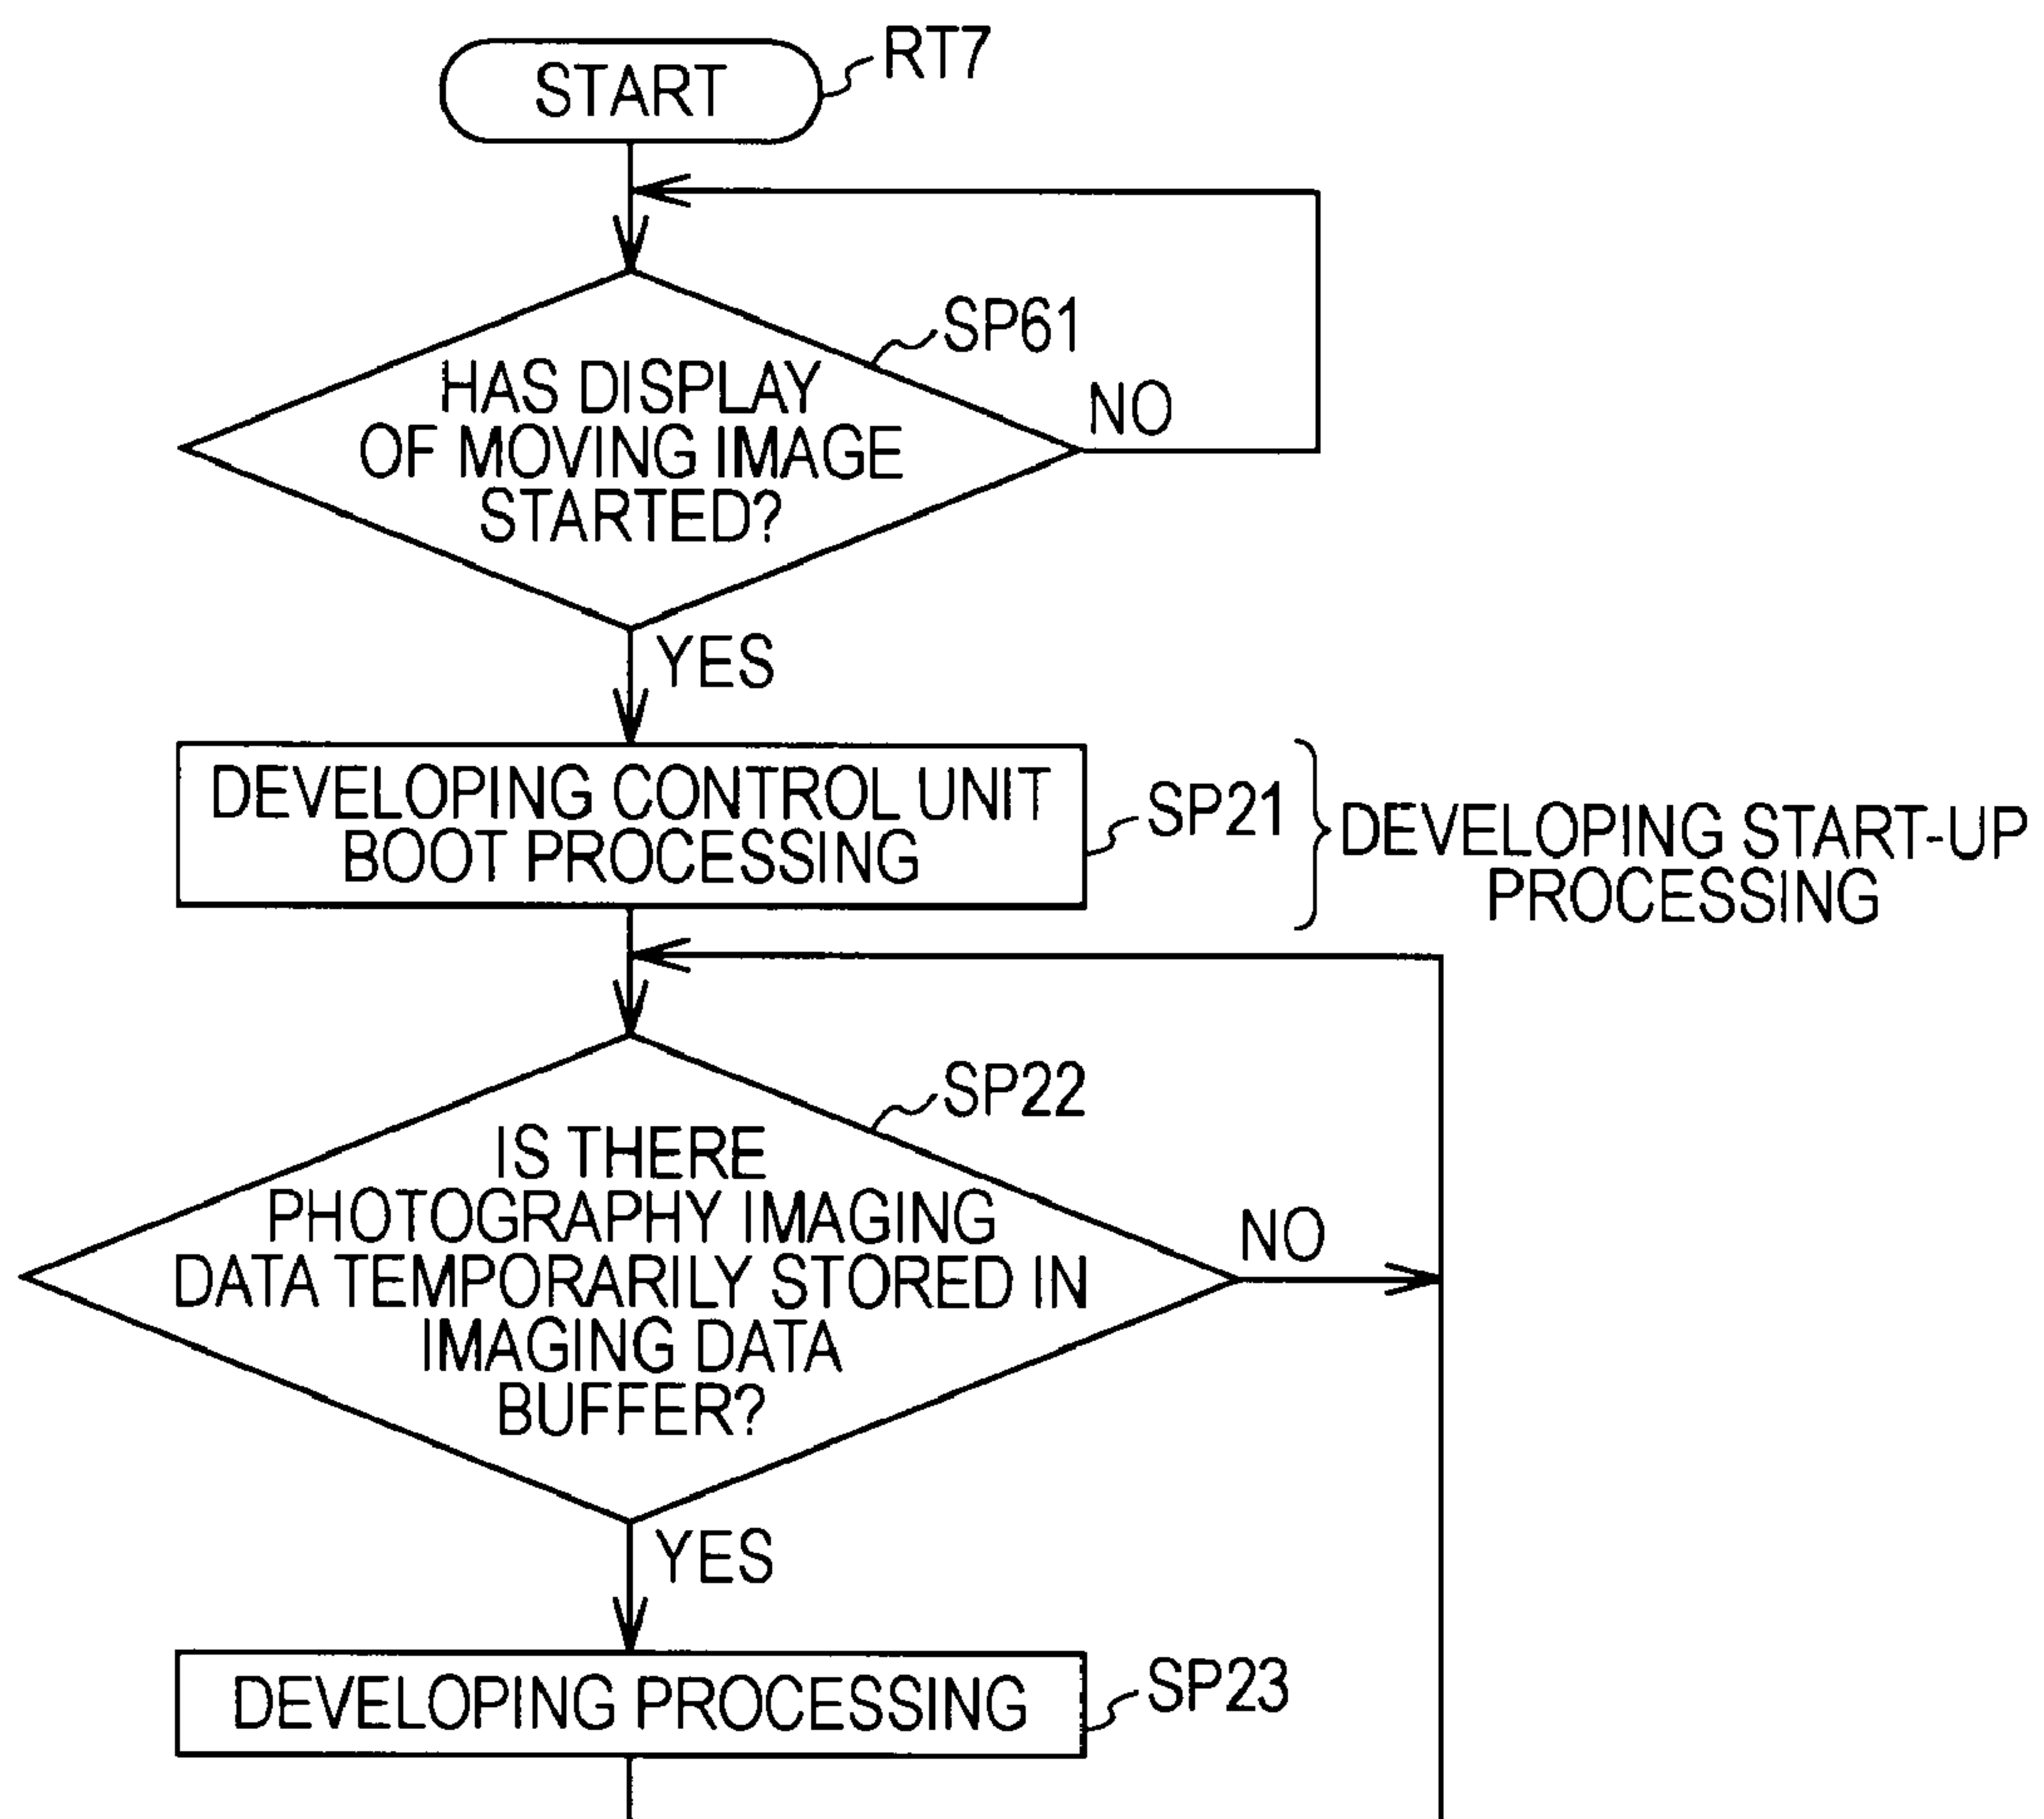 START
RT7
SP61
HAS DISPLAY
OF MOVING IMAGE
STARTED?
NO
YES
DEVELOPING CONTROL UNIT
BOOT PROCESSING
SP21
DEVELOPING START-UP
PROCESSING
SP22
IS THERE
PHOTOGRAPHY IMAGING
DATA TEMPORARILY STORED IN
IMAGING DATA
BUFFER?
NO
YES
DEVELOPING PROCESSING
SP23